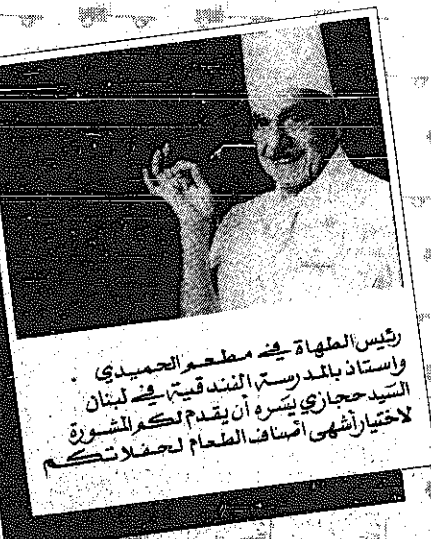 رئيس الطهاة في مطعم الحميدي
واستاذ بالمدرسة الفندقية في لبنان
السيد حجازي يسره أن يقدم لكم المشورة
لاختيار أشهى أصناف الطعام لحفلاتكم